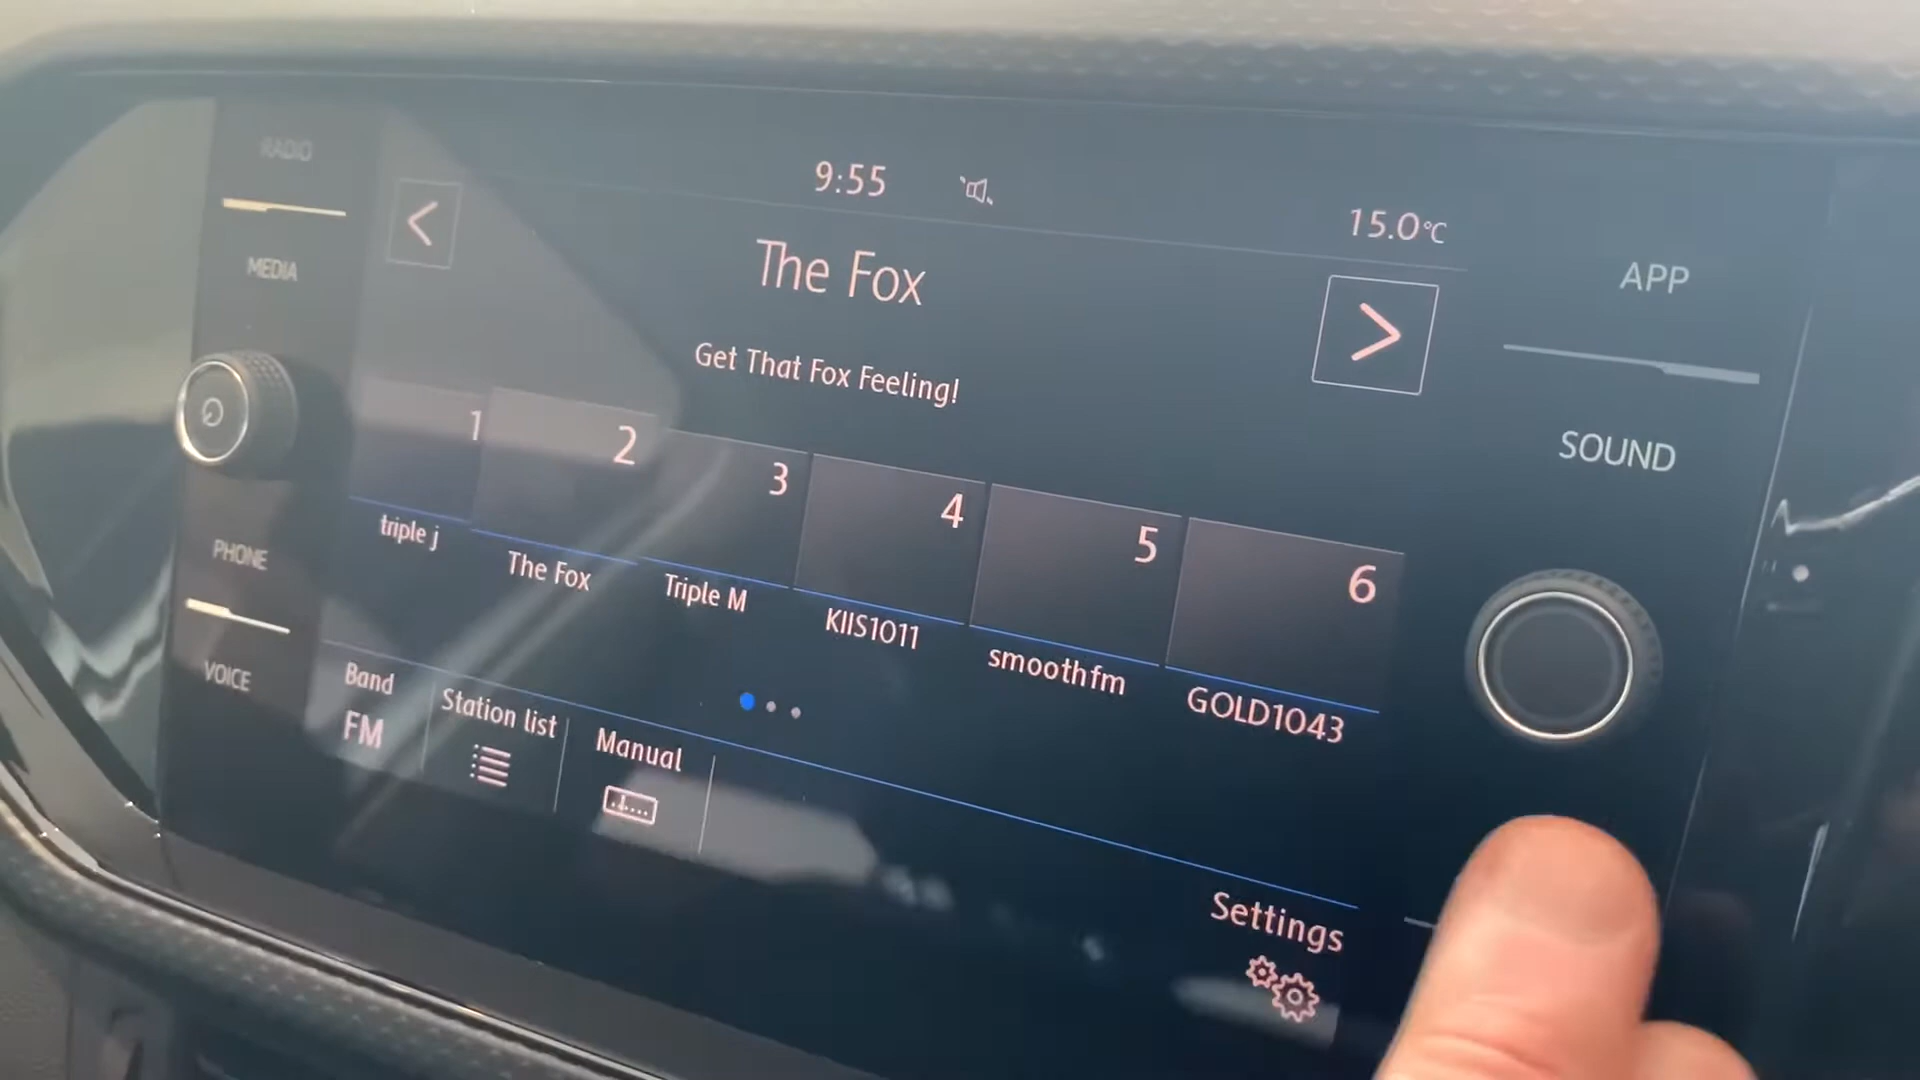 RADIO
MEDIA
PHONE
VOICE
9:55
15.0°C
The Fox
Get That Fox Feeling!
<
>
1
triple j
2
The Fox
3
Triple M
4
KIIS1011
5
smoothfm
6
GOLD1043
Band
FM
Station list
Manual
Settings
APP
SOUND